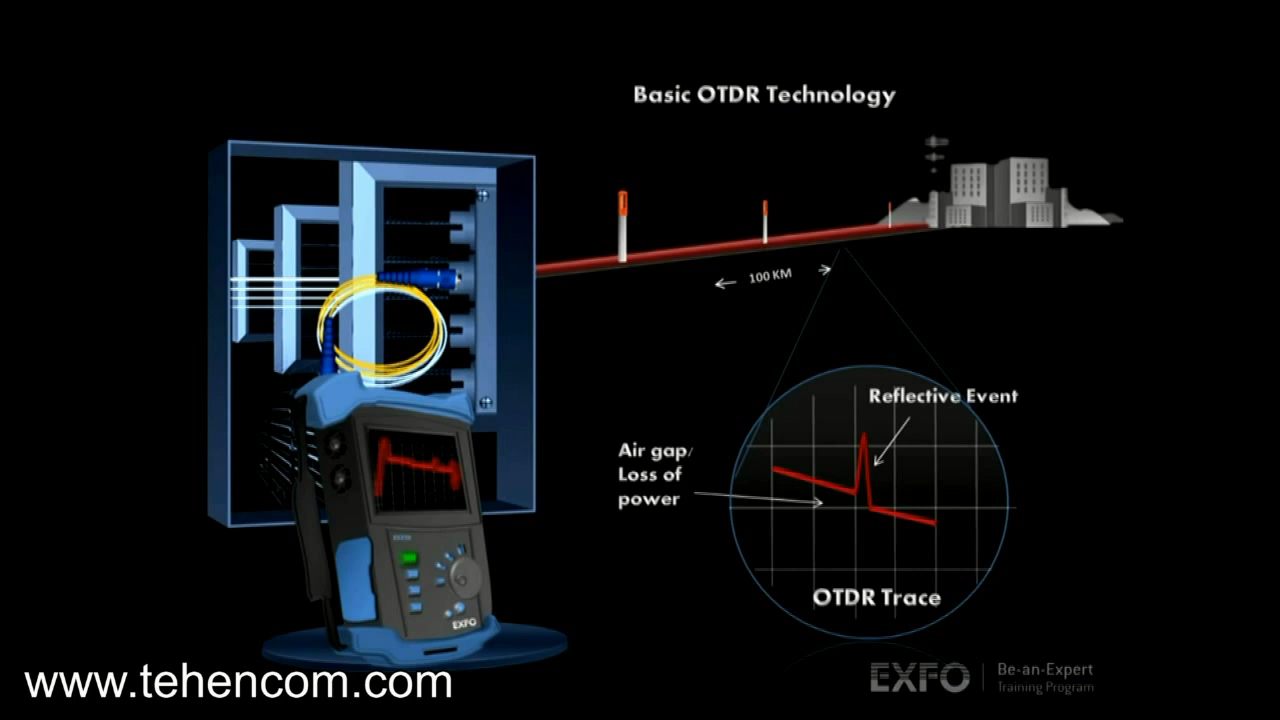 Basic OTDR Technology
100 KM
Reflective Event
Air gap/
Loss of
power
OTDR Trace
EXFO
EXFO
Be-an-Expert
Training Program
www.tehencom.com